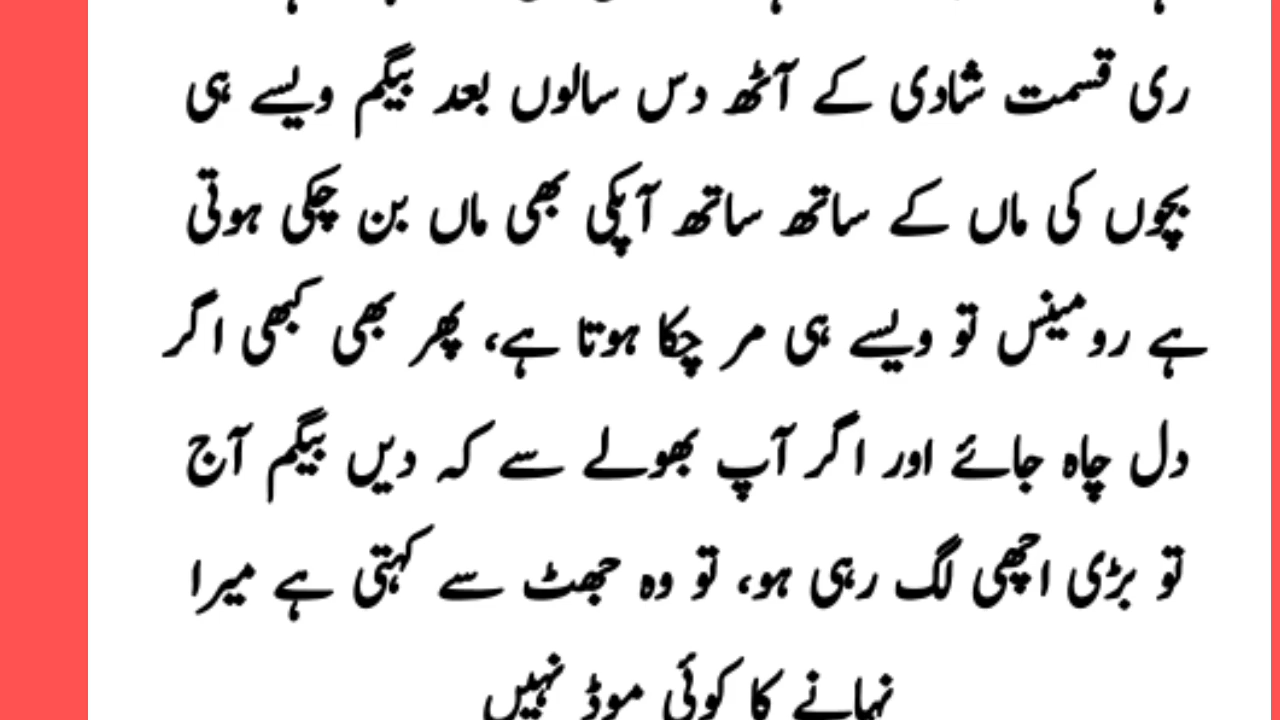 ری قسمت شادی کے آٹھ دس سالوں بعد بیگم ویسے ہی
بچوں کی ماں کے ساتھ ساتھ آپکی بھی ماں بن چکی ہوتی
ہے رومینس تو ویسے ہی مر چکا ہوتا ہے، پھر بھی کبھی اگر
دل چاہ جائے اور اگر آپ بھولے سے کہ دیں بیگم آج
تو بڑی اچھی لگ رہی ہو، تو وہ جھٹ سے کہتی ہے میرا
نہانے کا کوئی موڈ نہیں